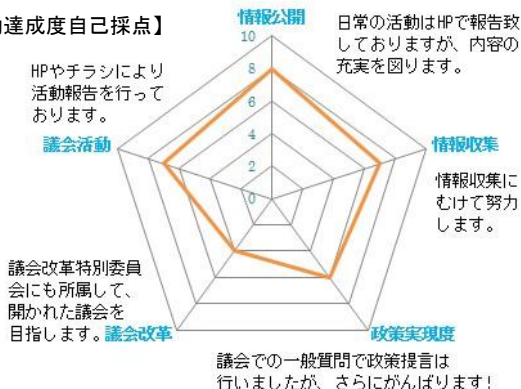 動達成度自己採点】
情報公開
日常の活動はHPで報告致
しておりますが、内容の
充実を図ります。
HPやチラシにより
活動報告を行って
おります。
10
8
6
4
2
0
議会活動
情報収集
情報収集に
むけて努力
します。
議会改革特別委員
会にも所属して、
開かれた議会を
目指します。
議会改革
政策実現度
議会での一般質問で政策提言は
行いましたが、さらにがんばります!